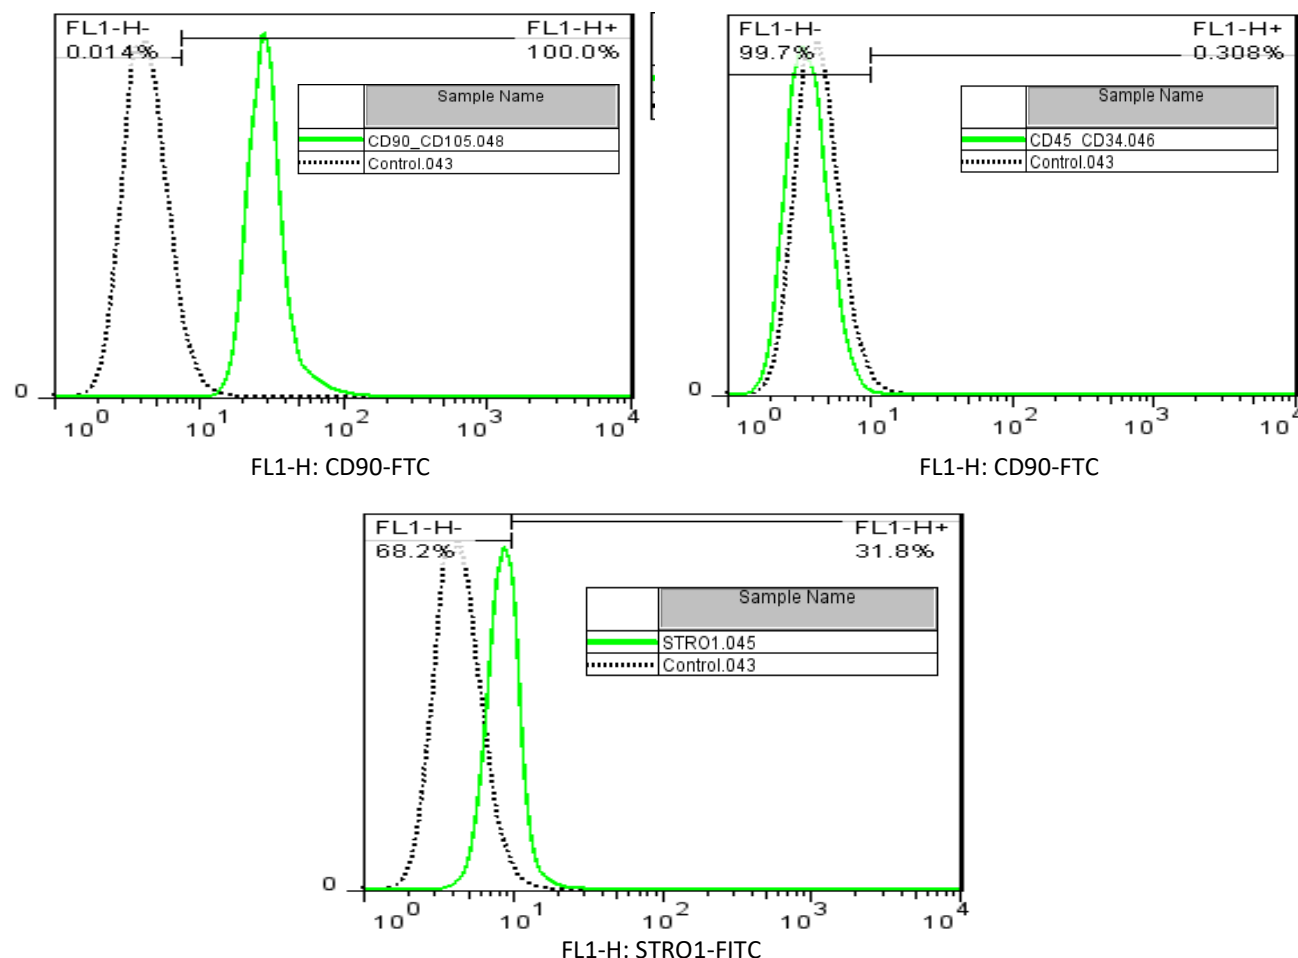 FL1-H- FL1-H+
0.014% 100.0%
Sample Name
CD90_CD105.048
Control.043
0
10^0 10^1 10^2 10^3 10^4
FL1-H: CD90-FTC
FL1-H- FL1-H+
99.7% 0.308%
Sample Name
CD45_CD34.046
Control.043
0
10^0 10^1 10^2 10^3 10^4
FL1-H: CD90-FTC
FL1-H- FL1-H+
68.2% 31.8%
Sample Name
STRO1.045
Control.043
0
10^0 10^1 10^2 10^3 10^4
FL1-H: STRO1-FITC